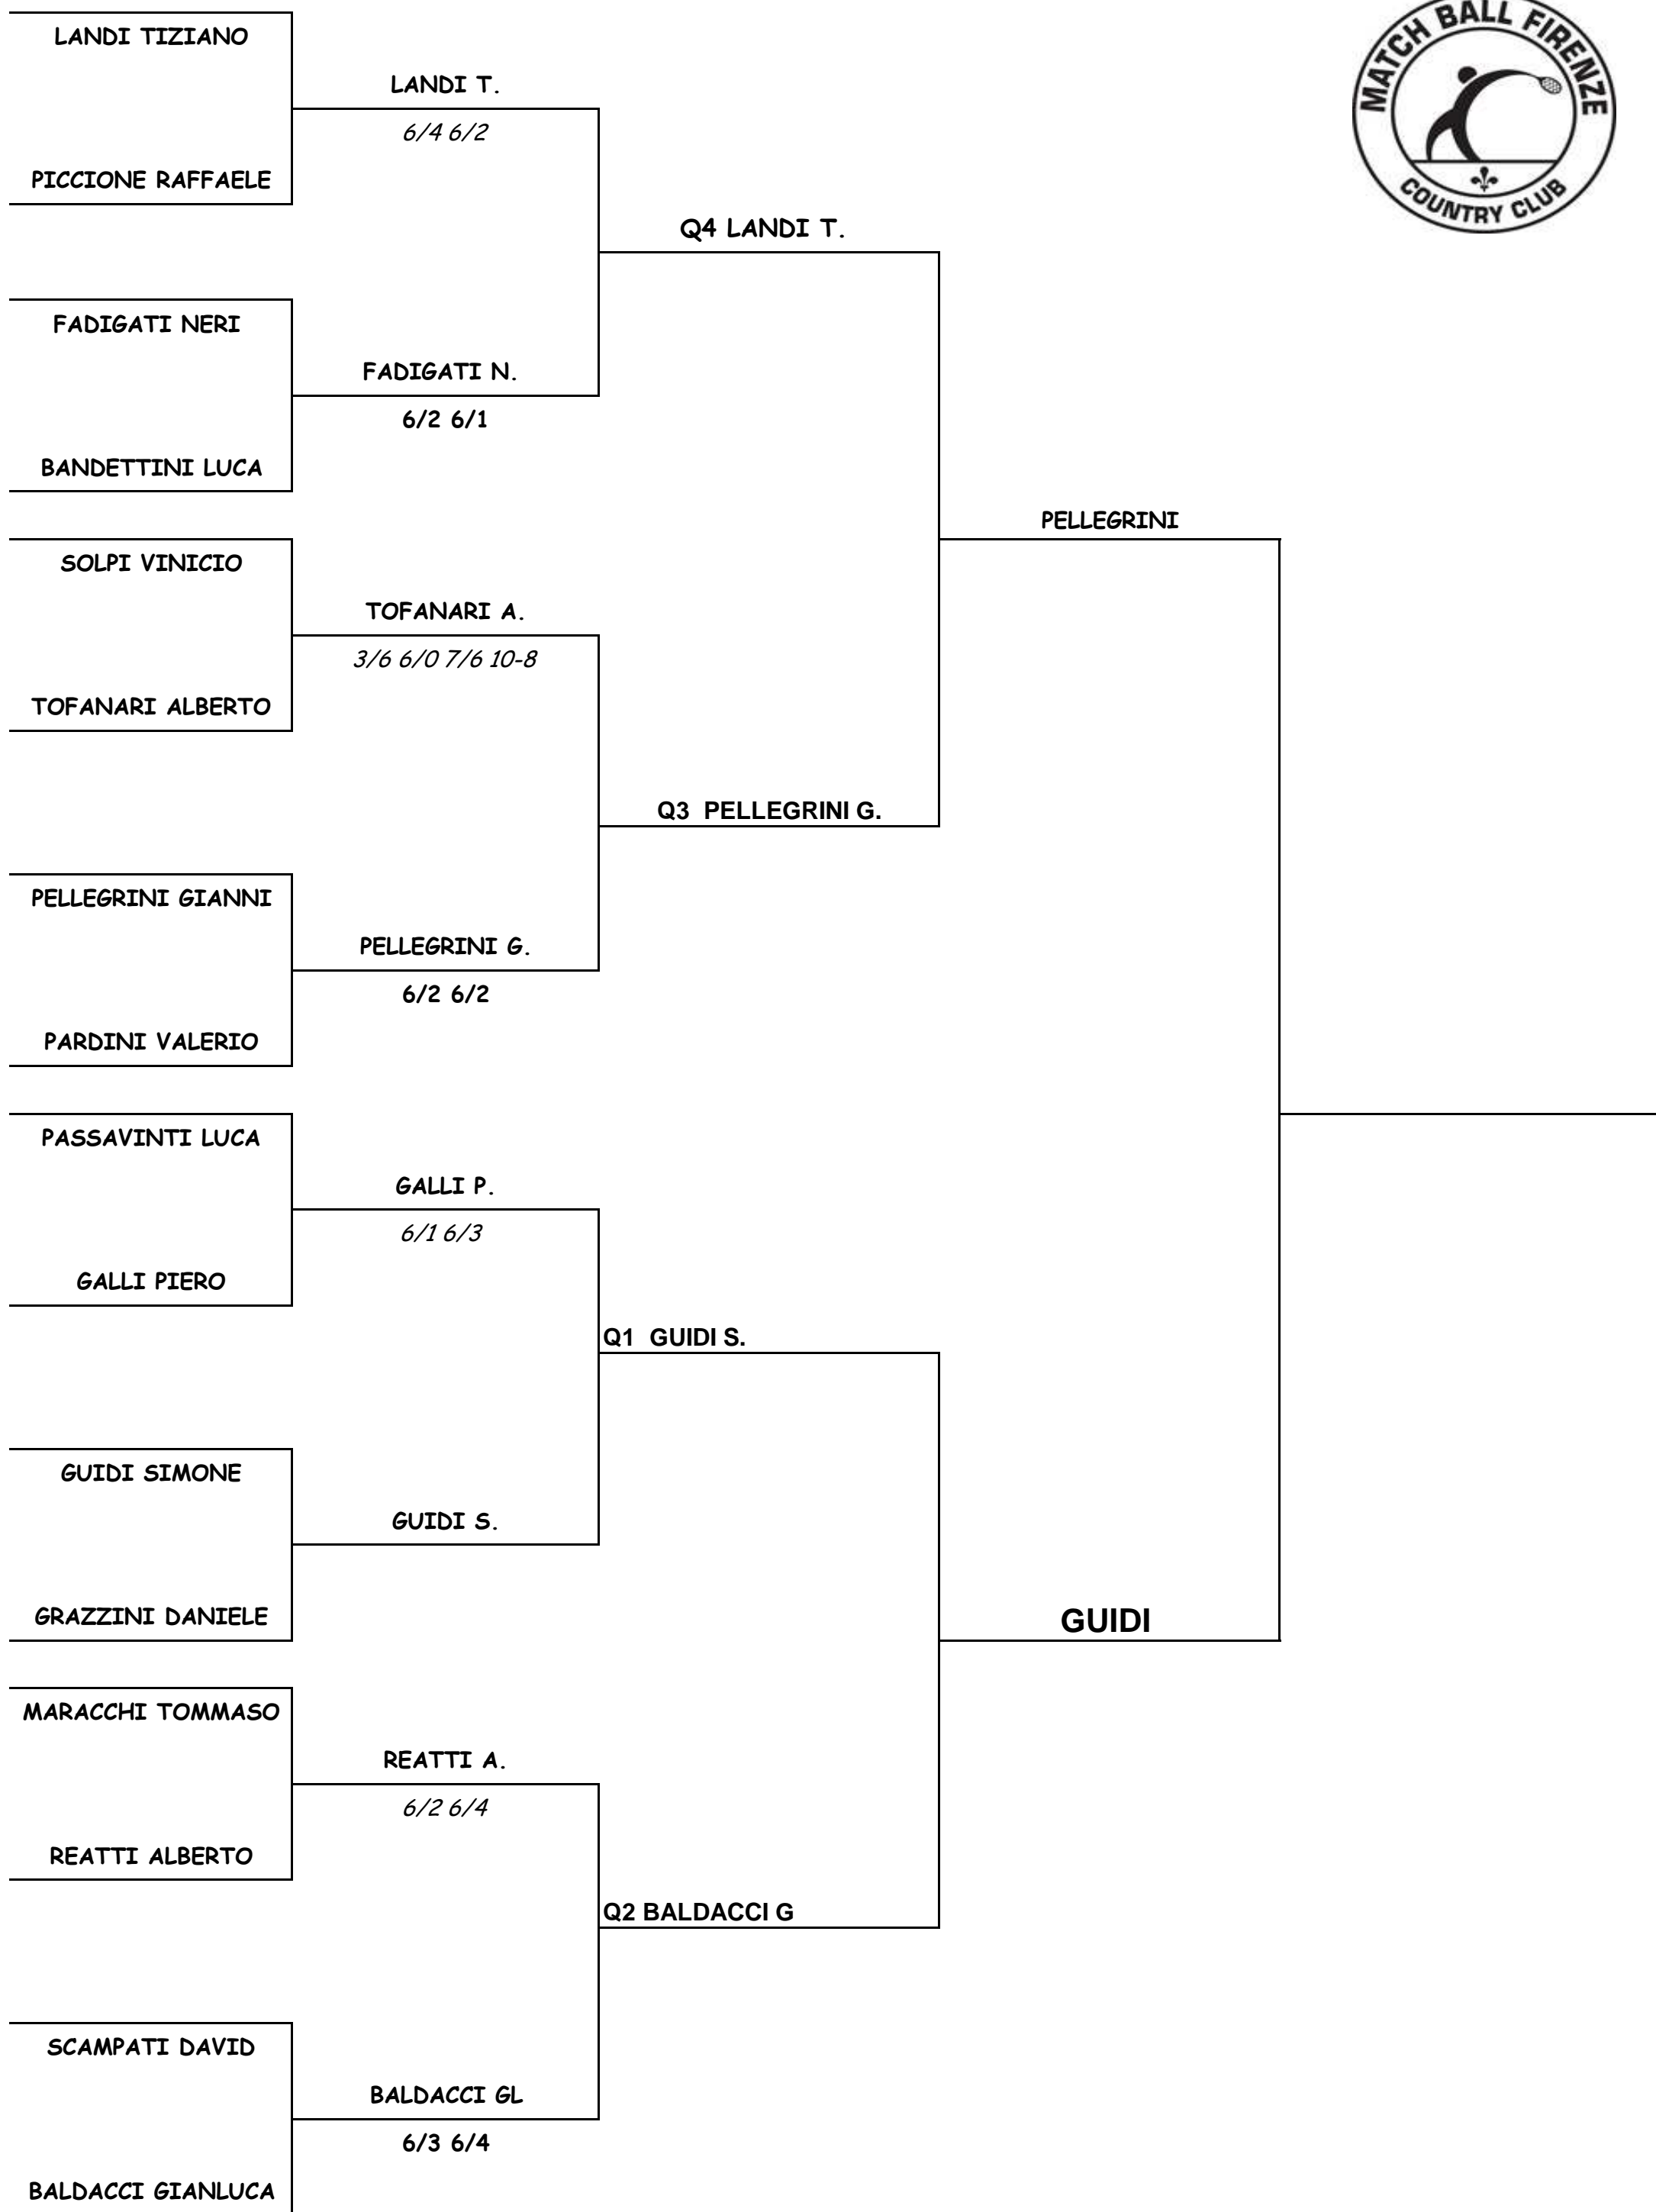 MATCH BALL FIRENZE
COUNTRY CLUB
LANDI TIZIANO
LANDI T.
6/4 6/2
PICCIONE RAFFAELE
Q4 LANDI T.
FADIGATI NERI
FADIGATI N.
6/2 6/1
BANDETTINI LUCA
PELLEGRINI
SOLPI VINICIO
TOFANARI A.
3/6 6/0 7/6 10-8
TOFANARI ALBERTO
Q3 PELLEGRINI G.
PELLEGRINI GIANNI
PELLEGRINI G.
6/2 6/2
PARDINI VALERIO
PASSAVINTI LUCA
GALLI P.
6/1 6/3
GALLI PIERO
Q1 GUIDI S.
GUIDI SIMONE
GUIDI S.
GRAZZINI DANIELE
GUIDI
MARACCHI TOMMASO
REATTI A.
6/2 6/4
REATTI ALBERTO
Q2 BALDACCI G
SCAMPATI DAVID
BALDACCI GL
6/3 6/4
BALDACCI GIANLUCA